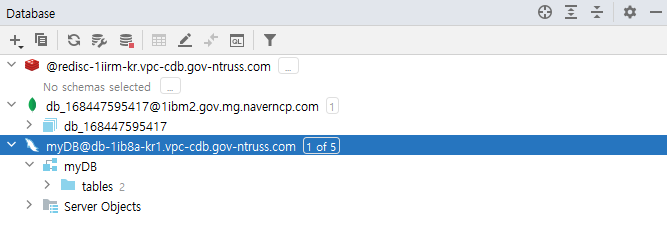 Database
QL
@redisc-1iirm-kr.vpc-cdb.gov-ntruss.com ...
No schemas selected ...
db_168447595417@1ibm2.gov.mg.naverncp.com 1
db_168447595417
myDB@db-1ib8a-kr1.vpc-cdb.gov-ntruss.com 1 of 5
myDB
tables 2
Server Objects